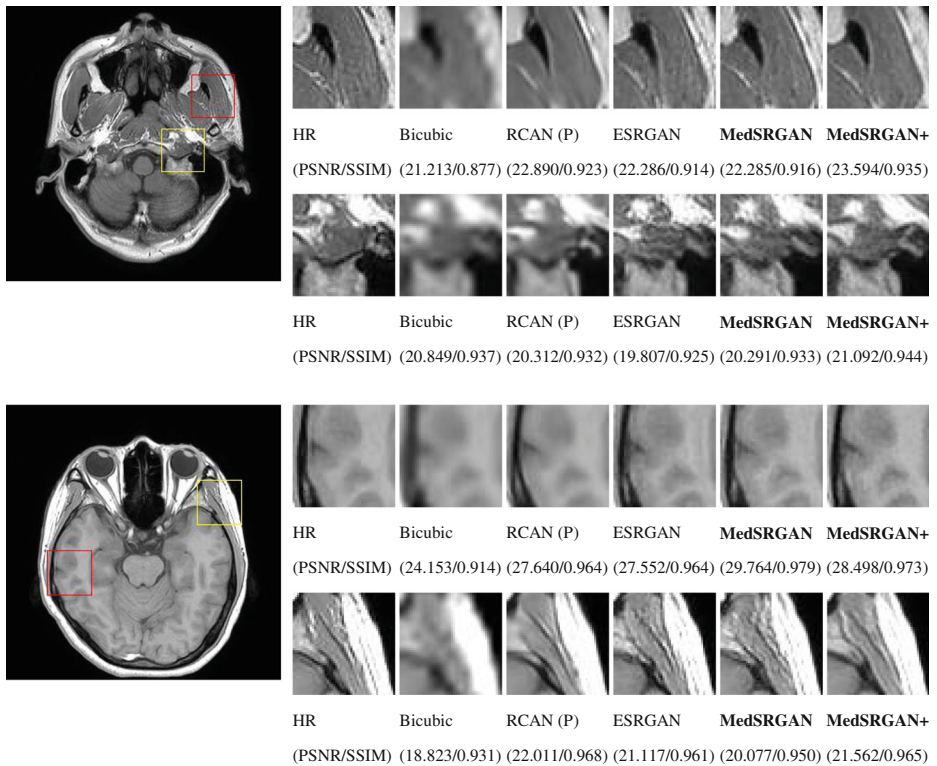 HR Bicubic RCAN (P) ESRGAN MedSRGAN MedSRGAN+
(PSNR/SSIM) (21.213/0.877) (22.890/0.923) (22.286/0.914) (22.285/0.916) (23.594/0.935)
HR Bicubic RCAN (P) ESRGAN MedSRGAN MedSRGAN+
(PSNR/SSIM) (20.849/0.937) (20.312/0.932) (19.807/0.925) (20.291/0.933) (21.092/0.944)
HR Bicubic RCAN (P) ESRGAN MedSRGAN MedSRGAN+
(PSNR/SSIM) (24.153/0.914) (27.640/0.964) (27.552/0.964) (29.764/0.979) (28.498/0.973)
HR Bicubic RCAN (P) ESRGAN MedSRGAN MedSRGAN+
(PSNR/SSIM) (18.823/0.931) (22.011/0.968) (21.117/0.961) (20.077/0.950) (21.562/0.965)